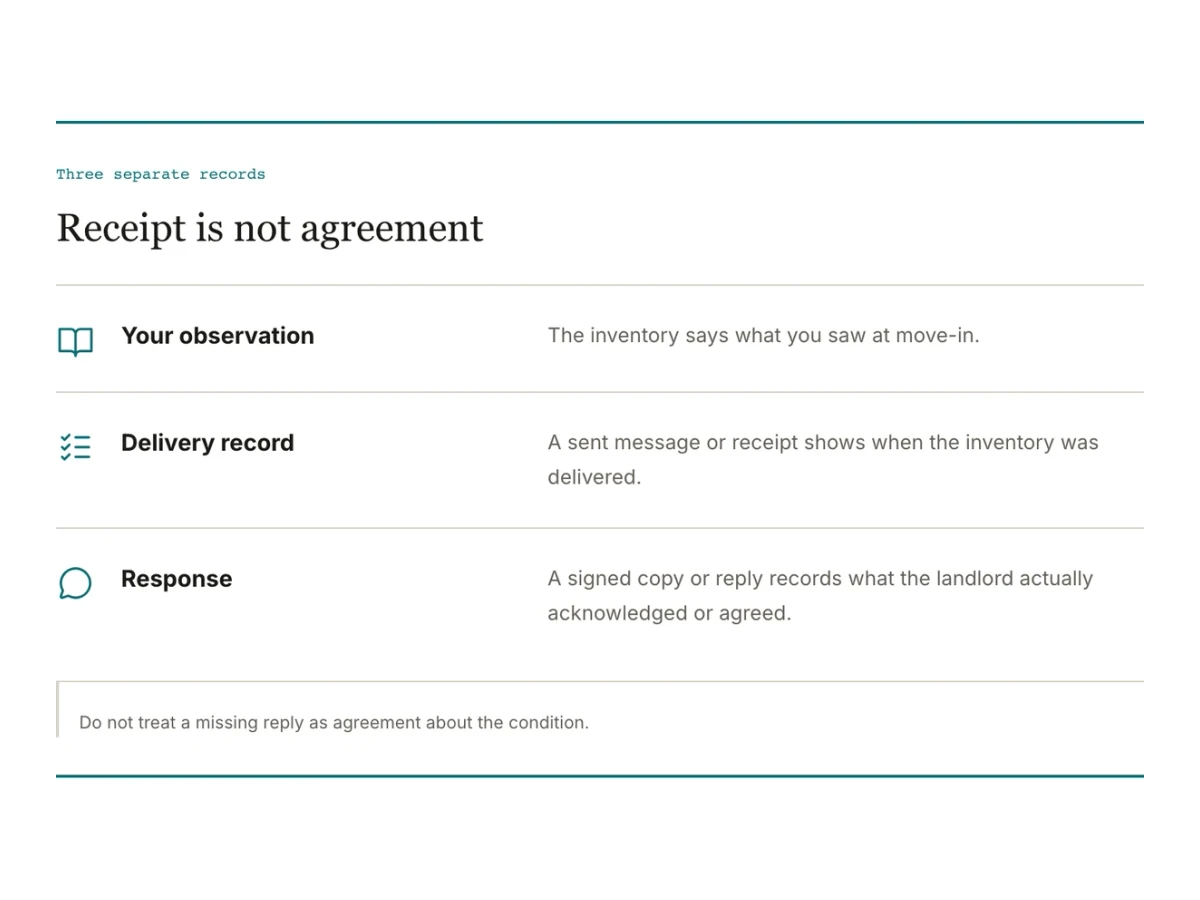 Three separate records
Receipt is not agreement
Your observation
The inventory says what you saw at move-in.
Delivery record
A sent message or receipt shows when the inventory was
delivered.
Response
A signed copy or reply records what the landlord actually
acknowledged or agreed.
Do not treat a missing reply as agreement about the condition.